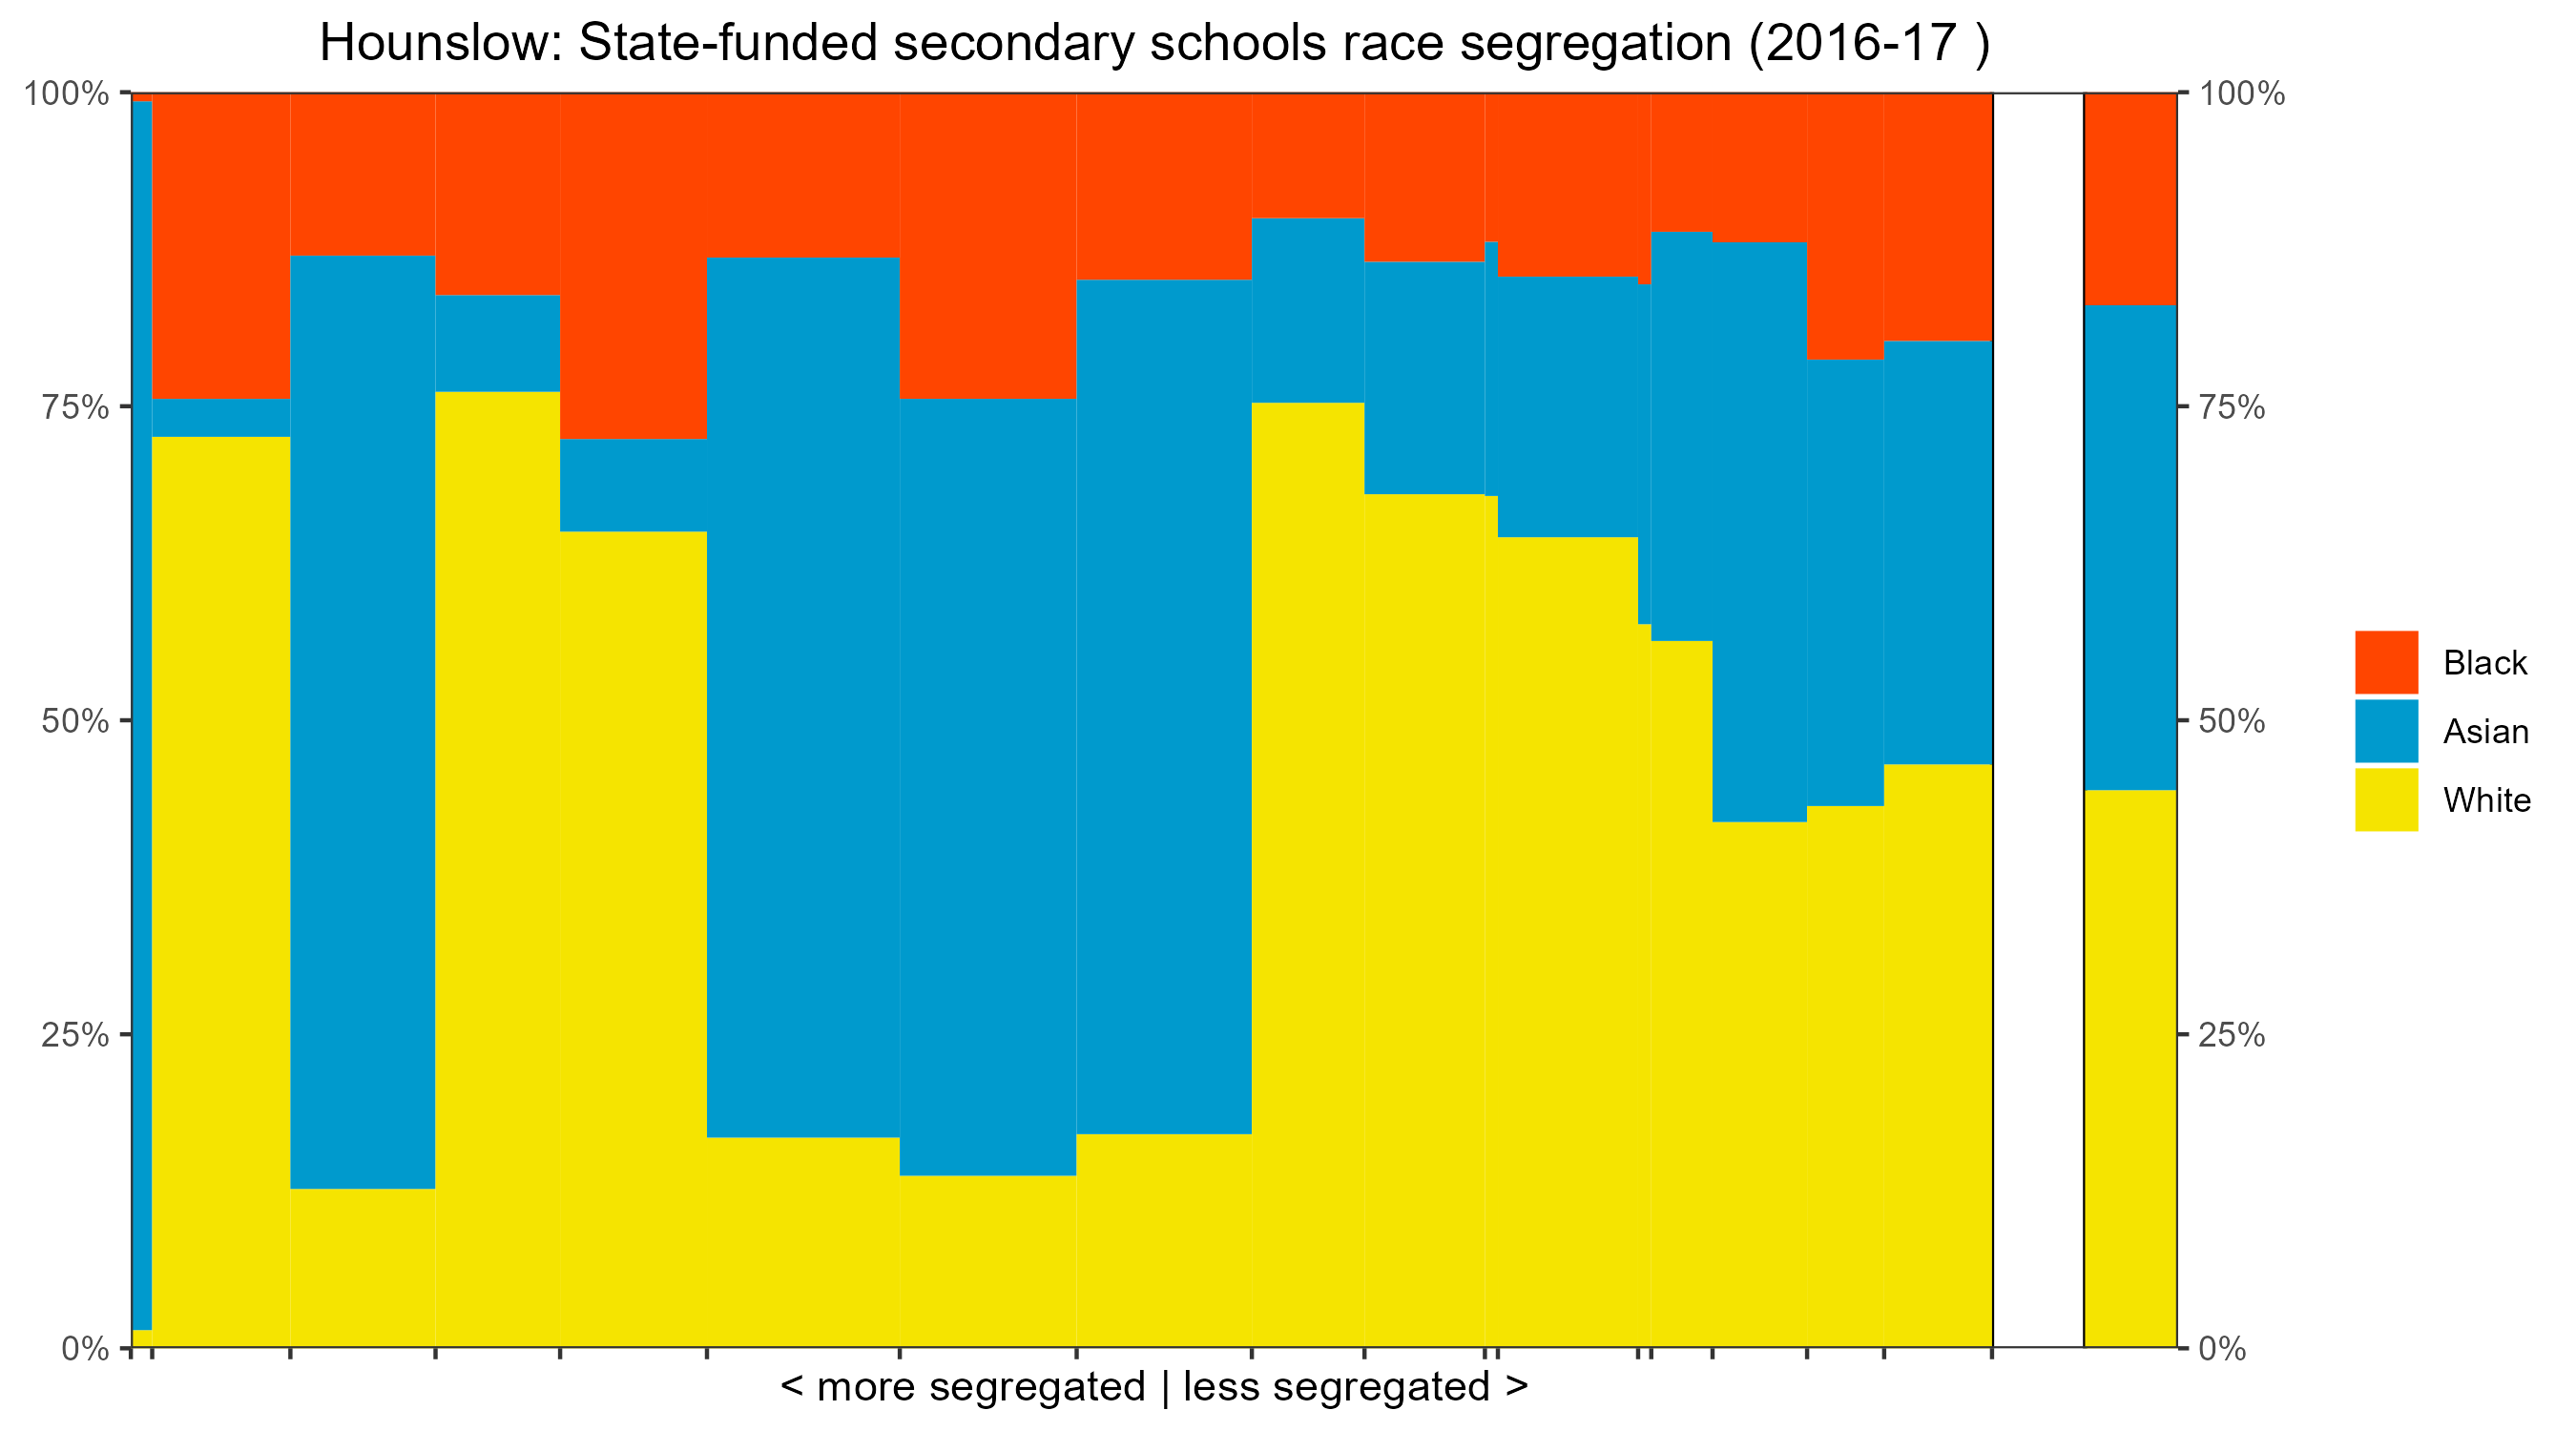 Hounslow: State-funded secondary schools race segregation (2016-17 )
100%
75%
50%
25%
0%
100%
75%
50%
25%
0%
Black
Asian
White
< more segregated | less segregated >